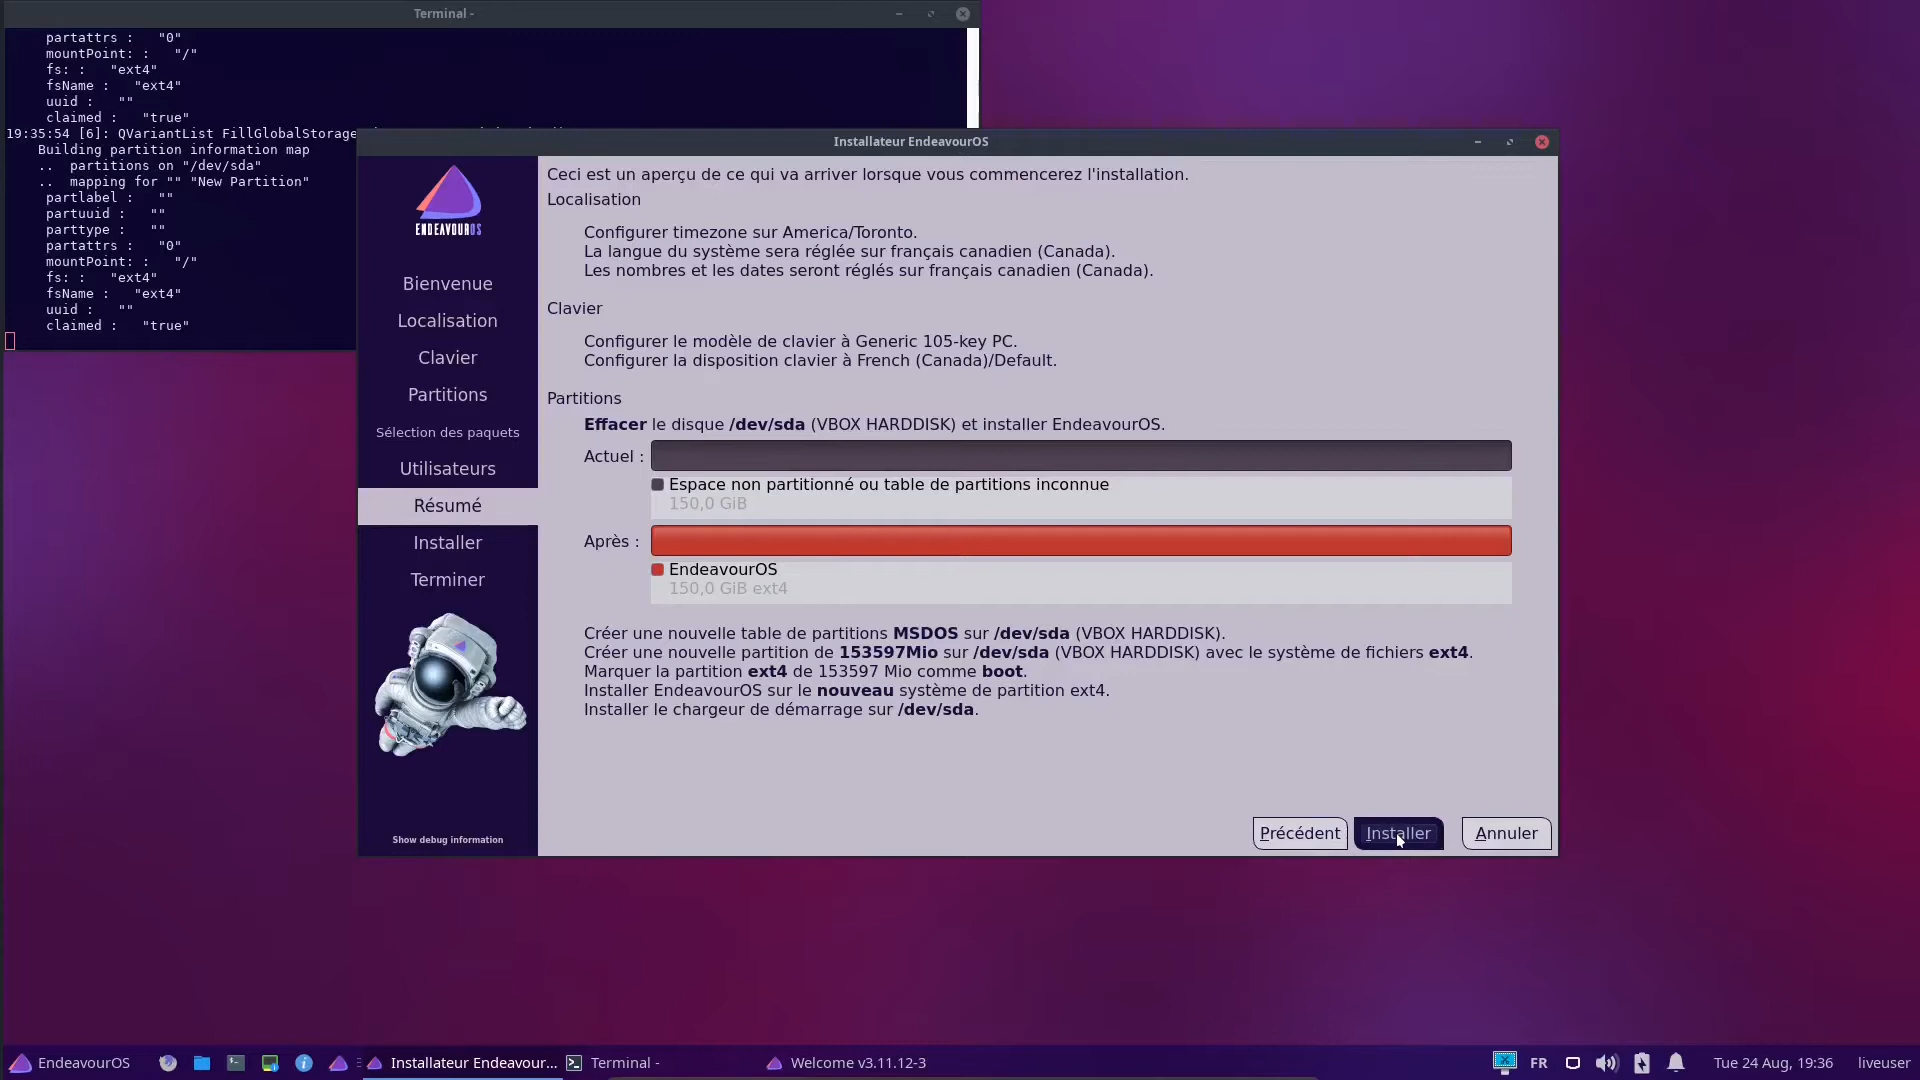 Terminal -
partattrs :   "0"
mountPoint: :   "/"
fs: :   "ext4"
fsName :   "ext4"
uuid :   ""
claimed :   "true"
19:35:54 [6]: QVariantList FillGlobalStorage
Building partition information map
..  partitions on "/dev/sda"
..  mapping for "" "New Partition"
partlabel :   ""
partuuid :   ""
parttype :   ""
partattrs :   "0"
mountPoint: :   "/"
fs: :   "ext4"
fsName :   "ext4"
uuid :   ""
claimed :   "true"
Installateur EndeavourOS
ENDEAVOUROS
Bienvenue
Localisation
Clavier
Partitions
Sélection des paquets
Utilisateurs
Résumé
Installer
Terminer
Show debug information
Ceci est un aperçu de ce qui va arriver lorsque vous commencerez l'installation.
Localisation
Configurer timezone sur America/Toronto.
La langue du système sera réglée sur français canadien (Canada).
Les nombres et les dates seront réglés sur français canadien (Canada).
Clavier
Configurer le modèle de clavier à Generic 105-key PC.
Configurer la disposition clavier à French (Canada)/Default.
Partitions
Effacer le disque /dev/sda (VBOX HARDDISK) et installer EndeavourOS.
Actuel :
Espace non partitionné ou table de partitions inconnue
150,0 GiB
Après :
EndeavourOS
150,0 GiB ext4
Créer une nouvelle table de partitions MSDOS sur /dev/sda (VBOX HARDDISK).
Créer une nouvelle partition de 153597Mio sur /dev/sda (VBOX HARDDISK) avec le système de fichiers ext4.
Marquer la partition ext4 de 153597 Mio comme boot.
Installer EndeavourOS sur le nouveau système de partition ext4.
Installer le chargeur de démarrage sur /dev/sda.
Précédent
Installer
Annuler
EndeavourOS
Installateur Endeavour...
Terminal -
Welcome v3.11.12-3
FR
Tue 24 Aug, 19:36
liveuser